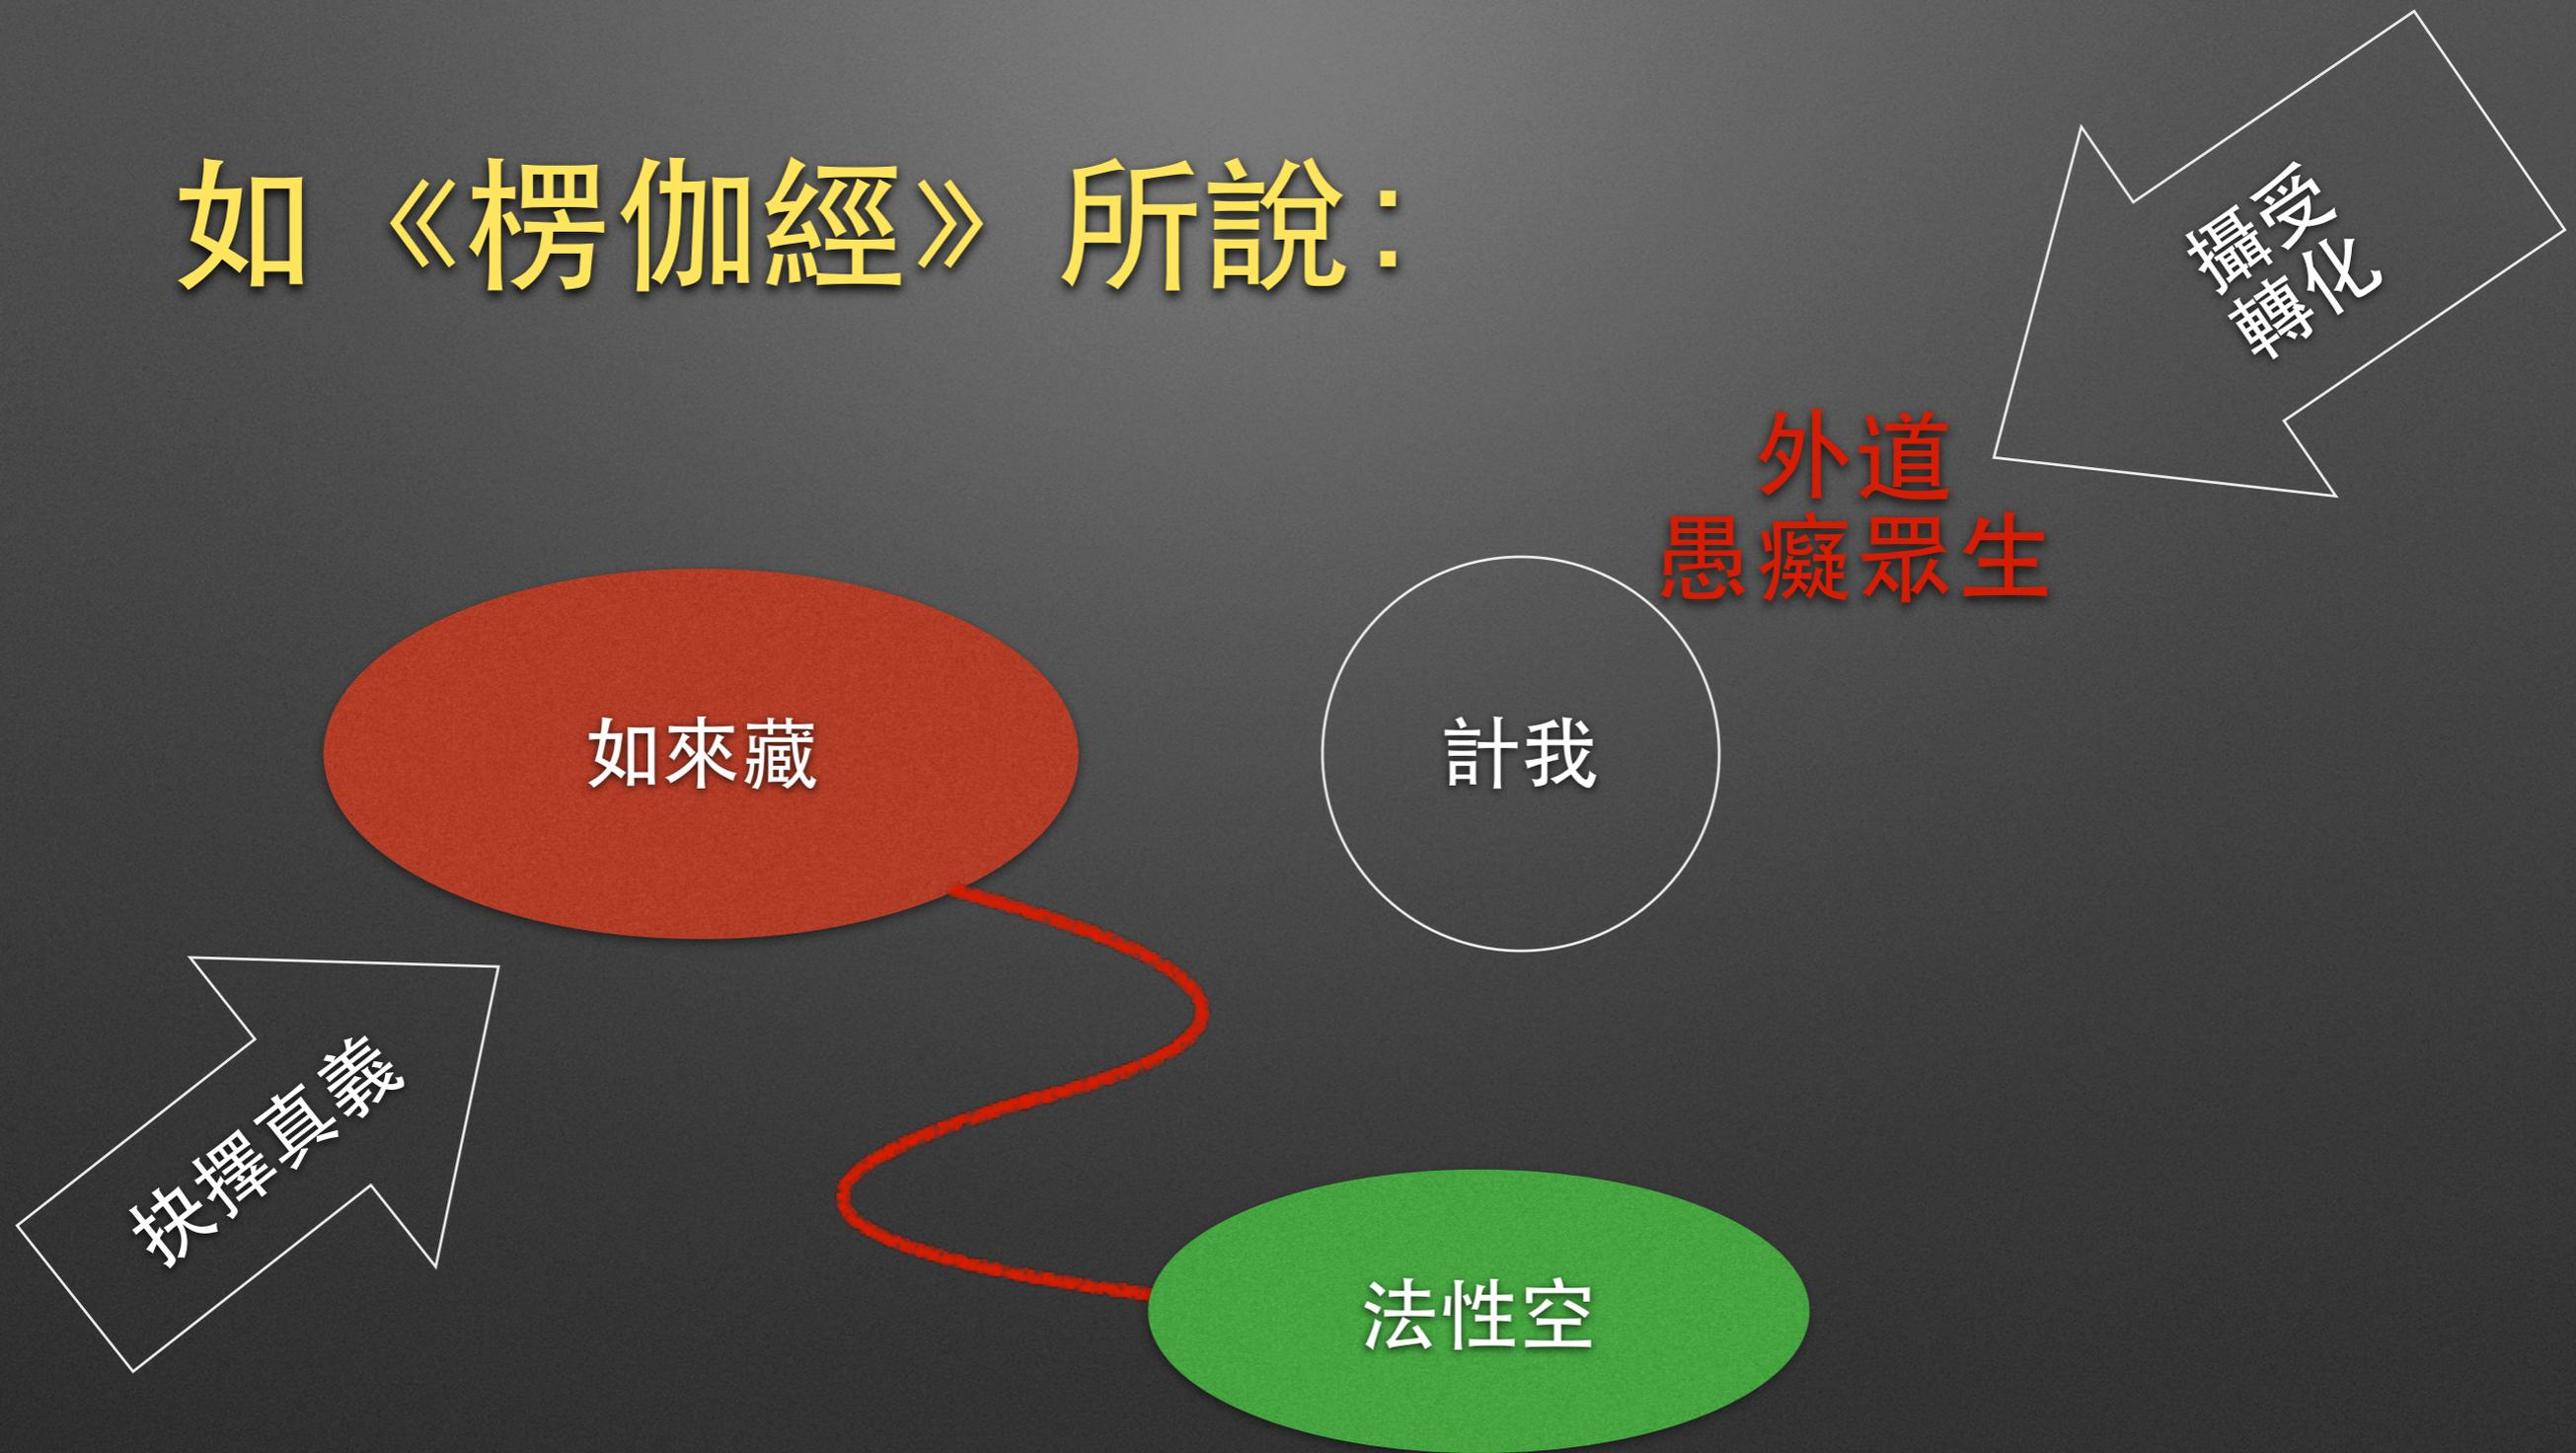 如《楞伽經》所說：
攝受
轉化
外道
愚癡眾生
如來藏
計我
抉擇真義
法性空